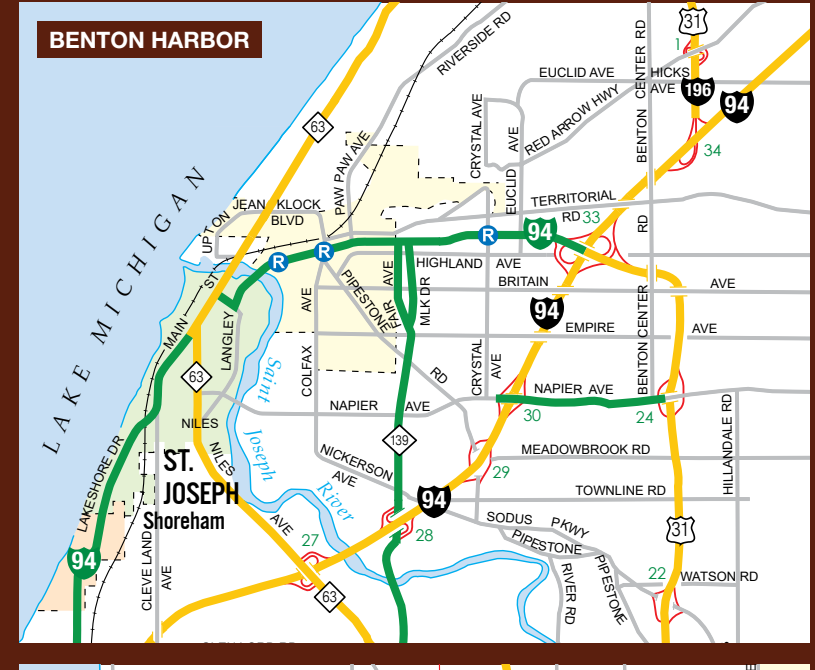 BENTON HARBOR
31
1
RIVERSIDE RD
EUCLID AVE
HICKS
AVE
196
94
63
BENTON CENTER RD
RED ARROW HWY
CRYSTAL AVE
EUCLID AVE
34
PAW PAW AVE
TERRITORIAL
RD
33
JEAN KLOCK
BLVD
UPTON
LAKE MICHIGAN
R
R
R
94
RD
HIGHLAND AVE
BRITAIN
AVE
ST
MAIN
PIPESTONE
FAIR
AVE
MLK DR
94
EMPIRE
AVE
LANGLEY
COLFAX
AVE
Saint
Joseph
River
63
CRYSTAL
AVE
BENTON CENTER
RD
NAPIER AVE
NAPIER
AVE
30
24
NILES
139
HILLANDALE RD
MEADOWBROOK RD
29
NICKERSON
AVE
ST.
JOSEPH
Shoreham
NILES
AVE
LAKESHORE DR
94
TOWNLINE RD
94
SODUS PKWY
28
PIPESTONE
31
27
CLEVELAND
AVE
63
RIVER RD
PIPESTONE
22
WATSON RD